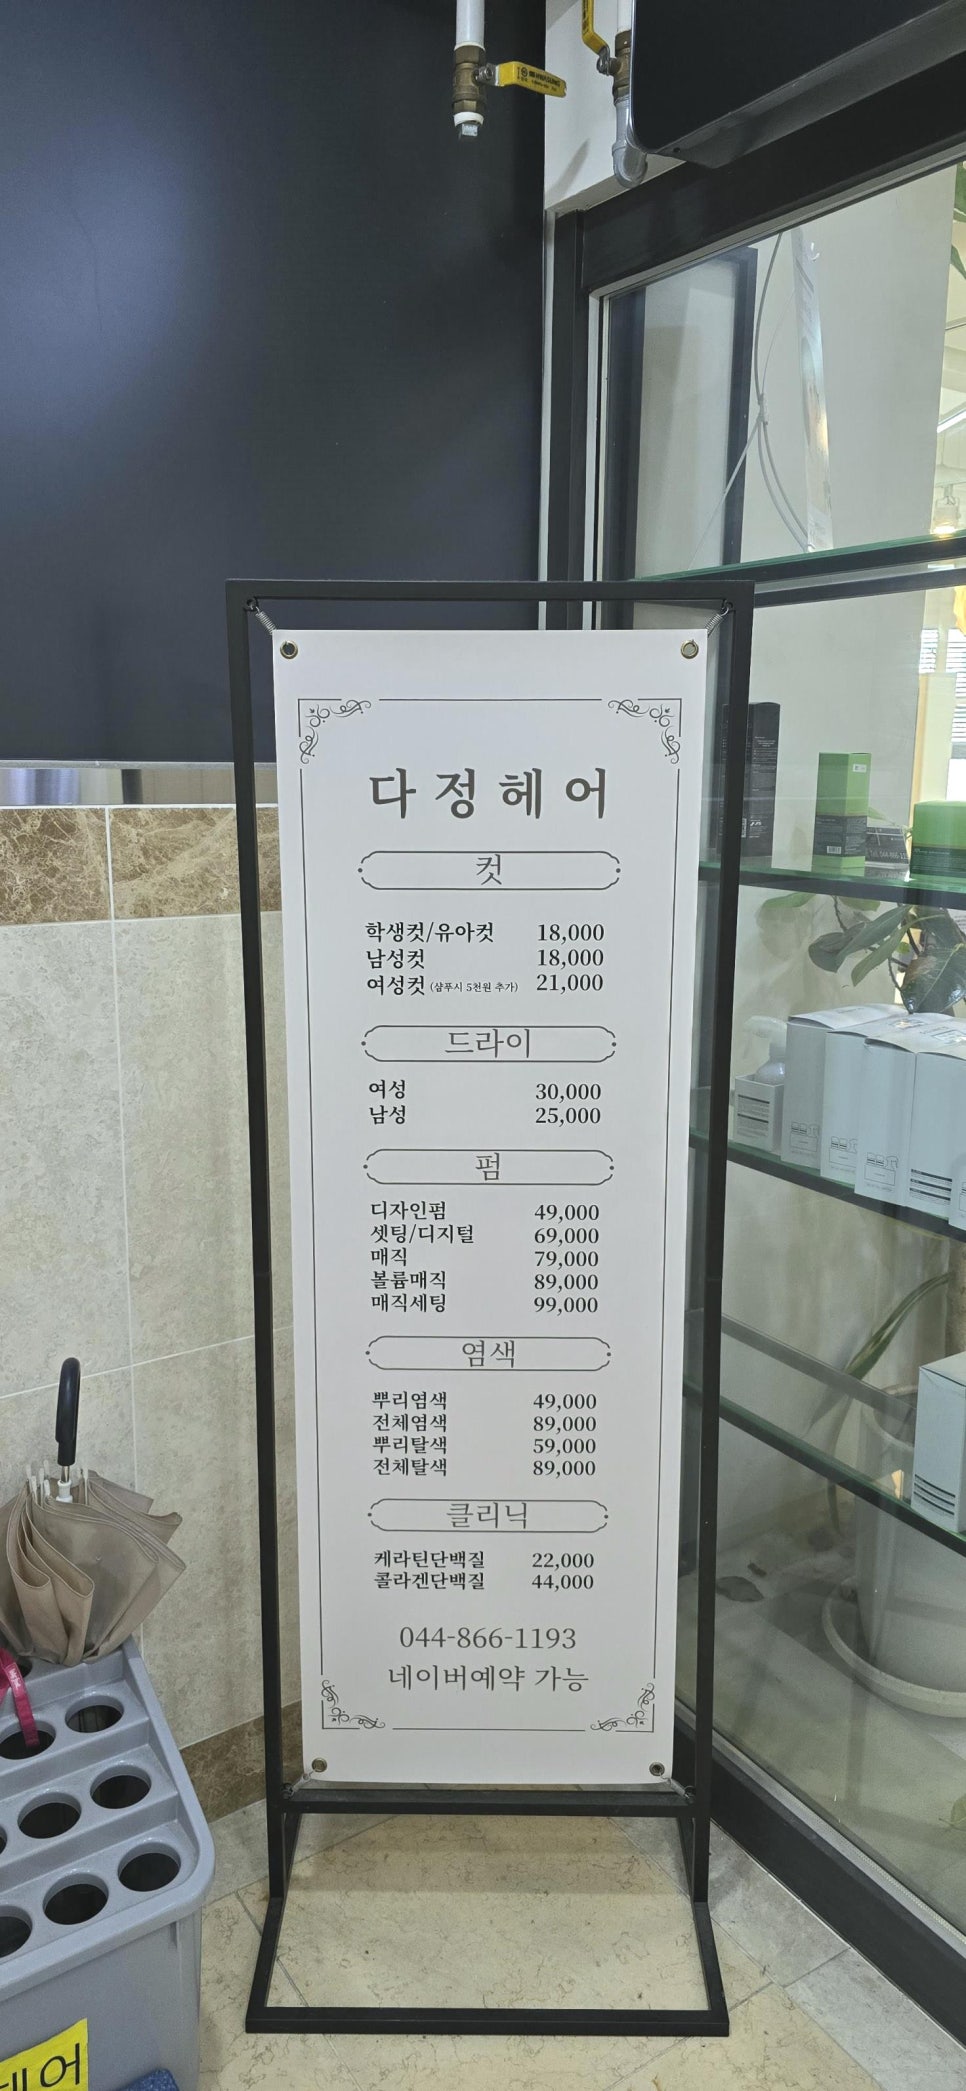 다정헤어
컷
학생컷/유아컷 18,000
남성컷 18,000
여성컷 (샴푸시 5천원 추가) 21,000
드라이
여성 30,000
남성 25,000
펌
디자인펌 49,000
셋팅/디지털 69,000
매직 79,000
볼륨매직 89,000
매직세팅 99,000
염색
뿌리염색 49,000
전체염색 89,000
뿌리탈색 59,000
전체탈색 89,000
클리닉
케라틴단백질 22,000
콜라겐단백질 44,000
044-866-1193
네이버예약 가능
헤어